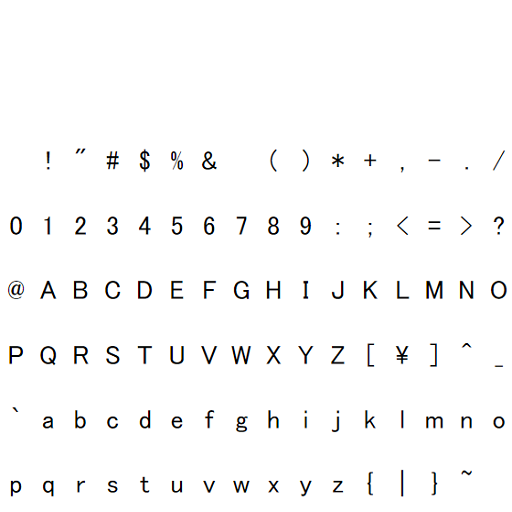 ! " # $ % & ( ) * + , - . /
0 1 2 3 4 5 6 7 8 9 : ; < = > ?
@ A B C D E F G H I J K L M N O
P Q R S T U V W X Y Z [ ¥ ] ^ _
` a b c d e f g h i j k l m n o
p q r s t u v w x y z { | } ~